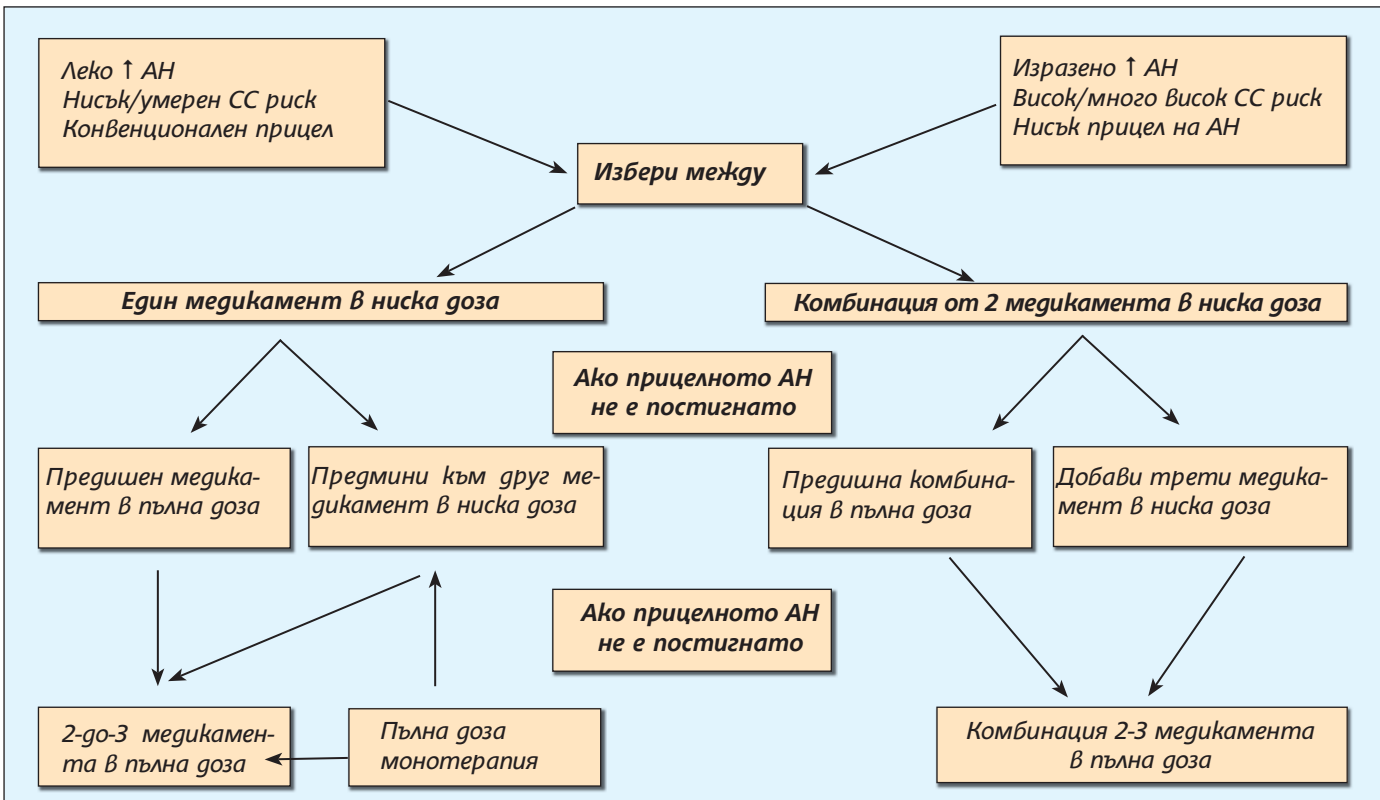 Леко ↑ АН
Нисък/умерен СС риск
Конвенционален прицел
Изразено ↑ АН
Висок/много висок СС риск
Нисък прицел на АН
Избери между
Един медикамент в ниска доза
Комбинация от 2 медикамента в ниска доза
Ако прицелното АН
не е постигнато
Предишен медика-
мент в пълна доза
Предмини към друг ме-
дикамент в ниска доза
Предишна комбина-
ция в пълна доза
Добави трети медика-
мент в ниска доза
Ако прицелното АН
не е постигнато
2-до-3 медикамен-
та в пълна доза
Пълна доза
монотерапия
Комбинация 2-3 медикамента
в пълна доза